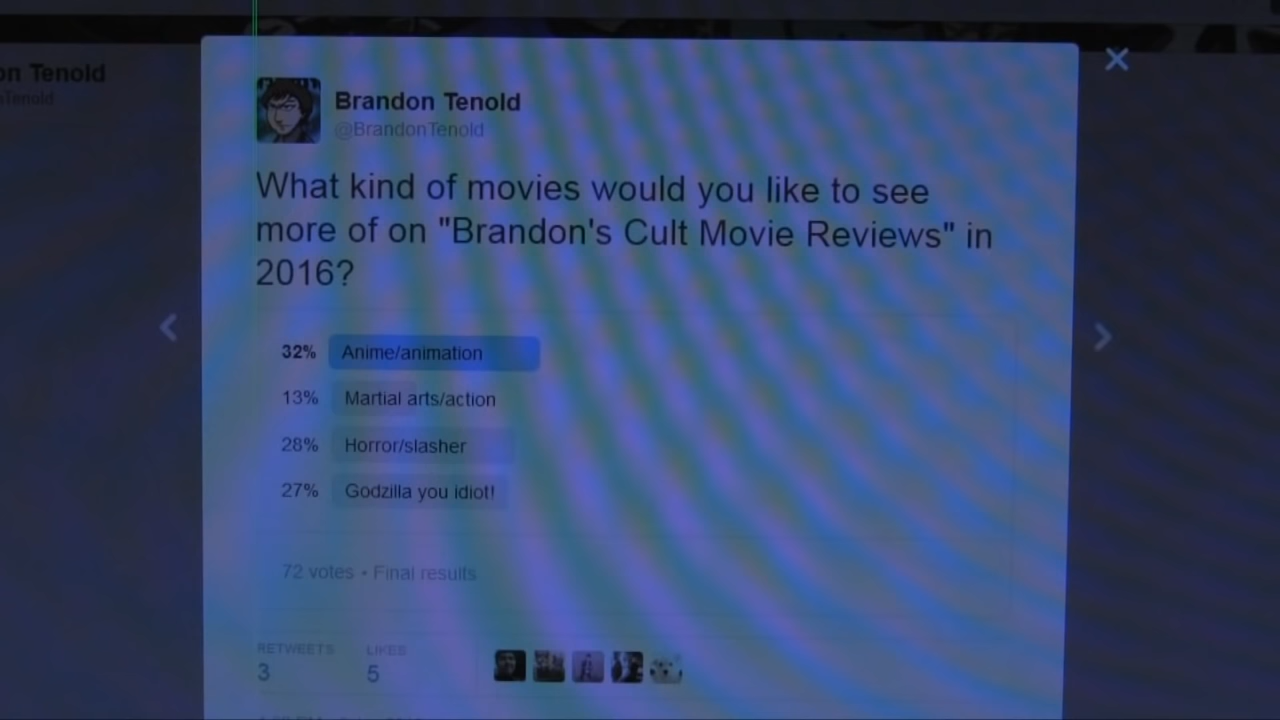 on Tenold
Tenold
Brandon Tenold
@BrandonTenold
What kind of movies would you like to see
more of on "Brandon's Cult Movie Reviews" in
2016?
32% Anime/animation
13% Martial arts/action
28% Horror/slasher
27% Godzilla you idiot!
72 votes • Final results
RETWEETS LIKES
3 5